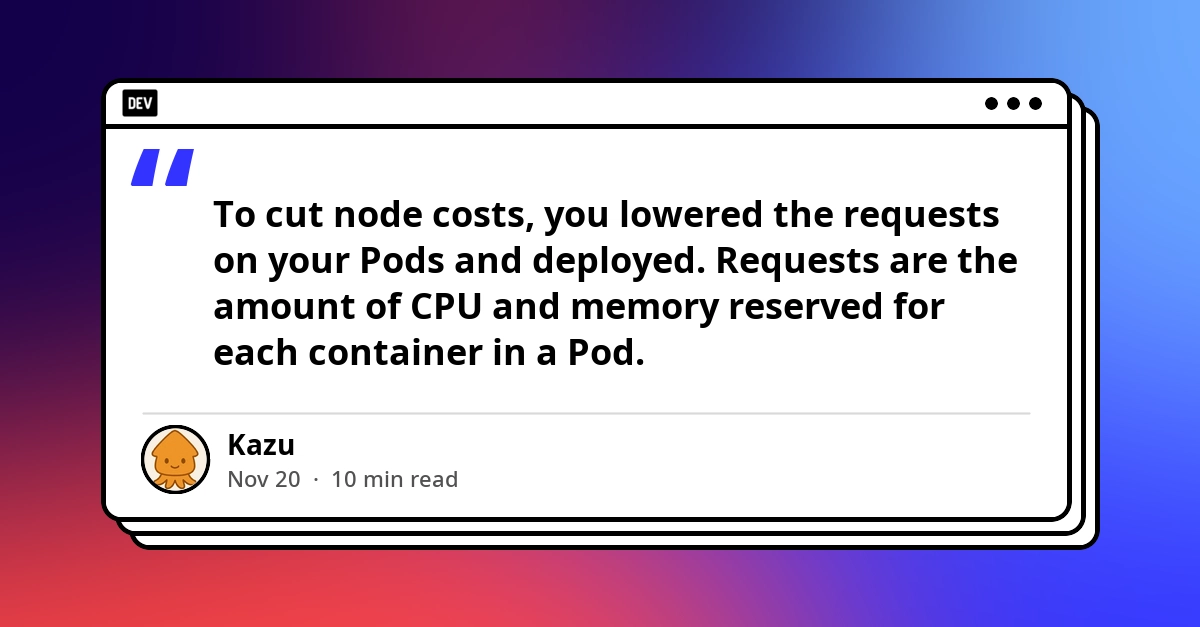 DEV
To cut node costs, you lowered the requests
on your Pods and deployed. Requests are the
amount of CPU and memory reserved for
each container in a Pod.
Kazu
Nov 20 · 10 min read